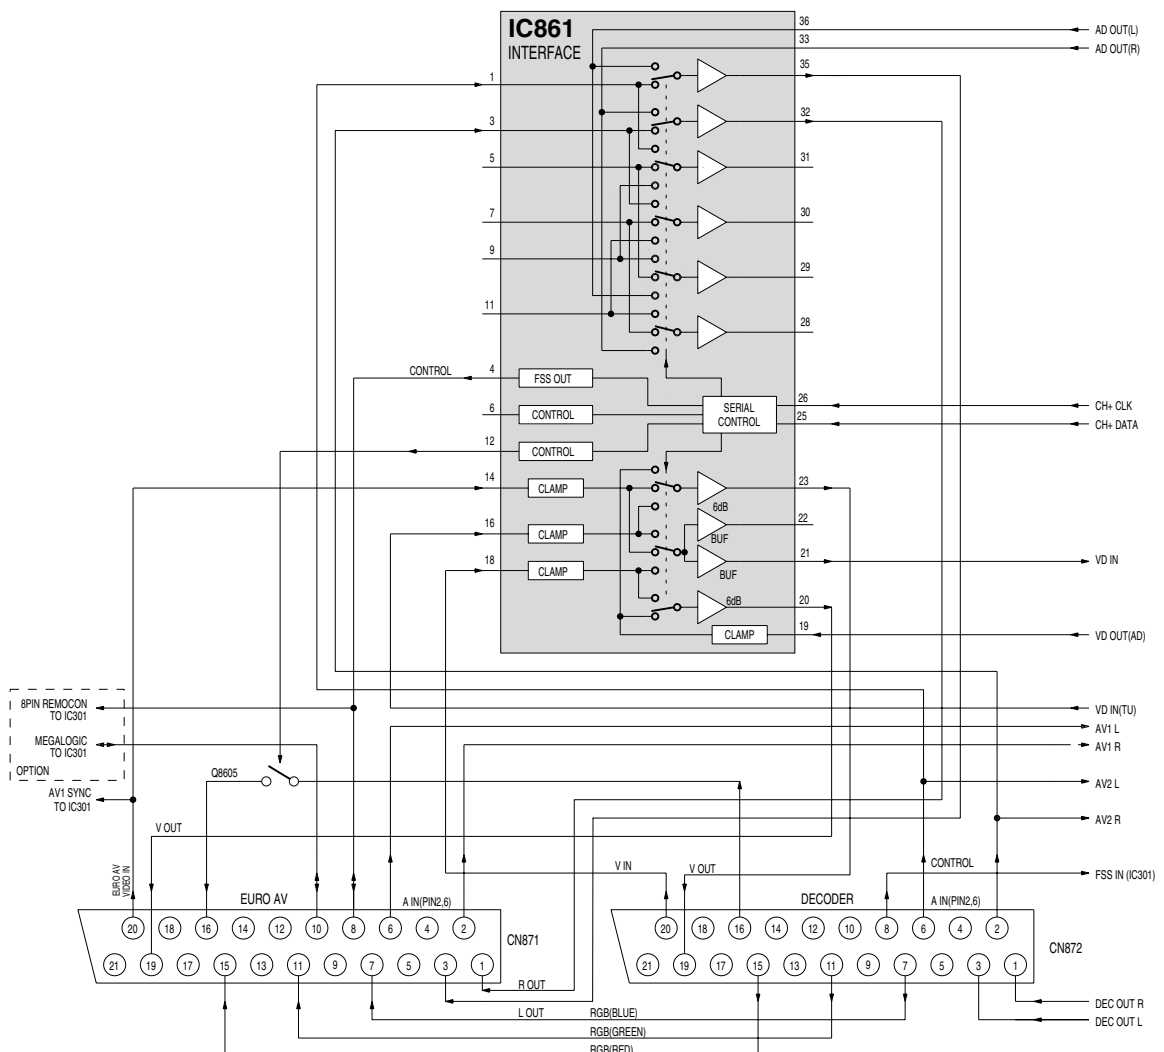 IC861
INTERFACE
36
AD OUT(L)
33
AD OUT(R)
35
1
32
3
31
5
30
7
29
9
28
11
CONTROL
4
FSS OUT
26
CH+ CLK
6
CONTROL
SERIAL
CONTROL
25
CH+ DATA
12
CONTROL
14
CLAMP
23
6dB
22
16
CLAMP
BUF
21
VD IN
18
CLAMP
BUF
6dB
20
19
CLAMP
VD OUT(AD)
8PIN REMOCON
TO IC301
VD IN(TU)
AV1 L
MEGALOGIC
TO IC301
AV1 R
OPTION
Q8605
AV2 L
AV1 SYNC
TO IC301
V OUT
AV2 R
EURO AV
VIDEO IN
V IN
V OUT
CONTROL
FSS IN (IC301)
EURO AV
A IN(PIN2,6)
DECODER
A IN(PIN2,6)
20 18 16 14 12 10 8 6 4 2
CN871
20 18 16 14 12 10 8 6 4 2
CN872
21 19 17 15 13 11 9 7 5 3 1
21 19 17 15 13 11 9 7 5 3 1
R OUT
DEC OUT R
L OUT
RGB(BLUE)
DEC OUT L
RGB(GREEN)
RGB(RED)